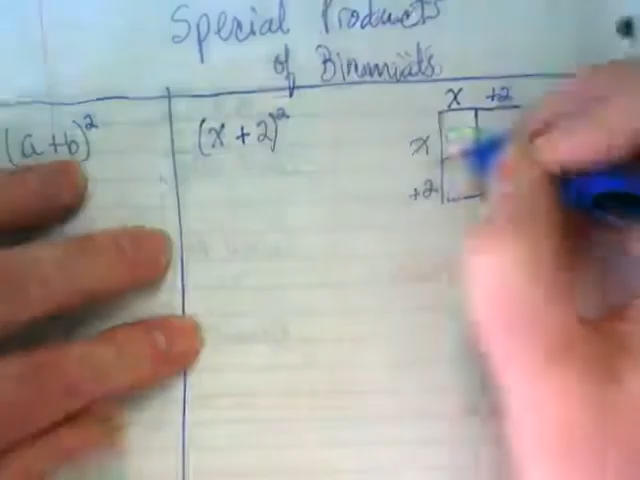 Special Products
of Binomials
(a+b)²
(x+2)²
x +2
x
+2